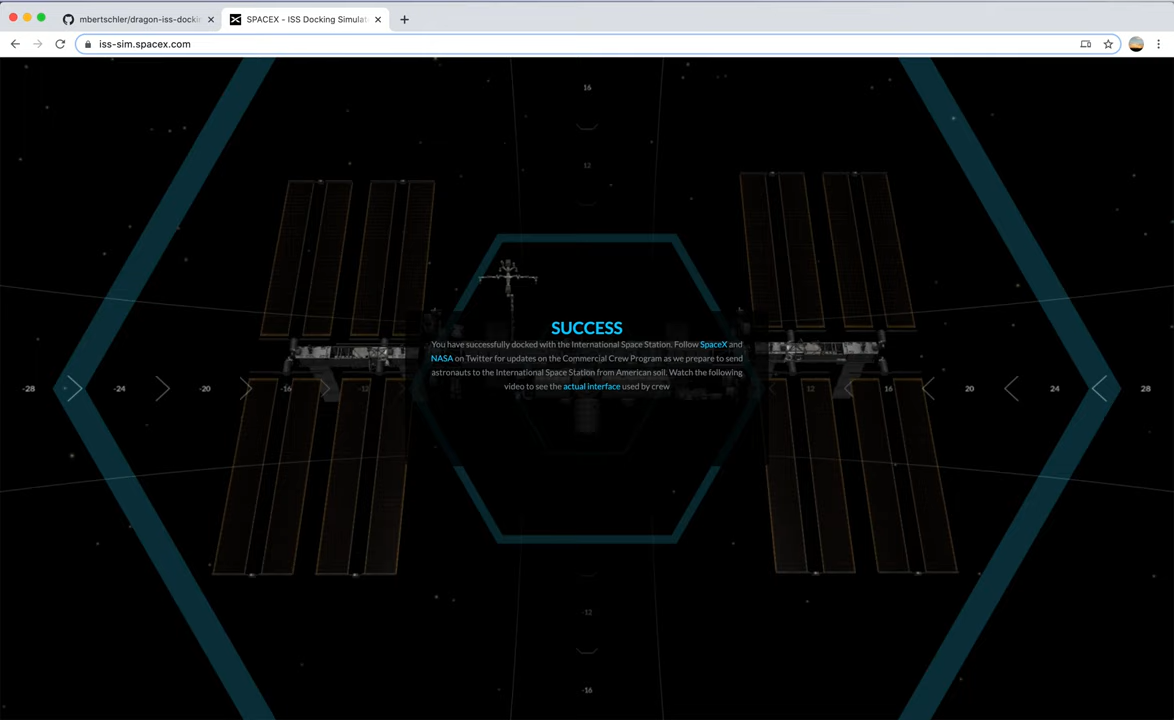 mbertschler/dragon-iss-dockin
SPACEX - ISS Docking Simulat
iss-sim.spacex.com
16
12
SUCCESS
You have successfully docked with the International Space Station. Follow SpaceX and
NASA on Twitter for updates on the Commercial Crew Program as we prepare to send
astronauts to the International Space Station from American soil. Watch the following
video to see the actual interface used by crew
-28 -24 -20 -16 -12 12 16 20 24 28
-12
-16